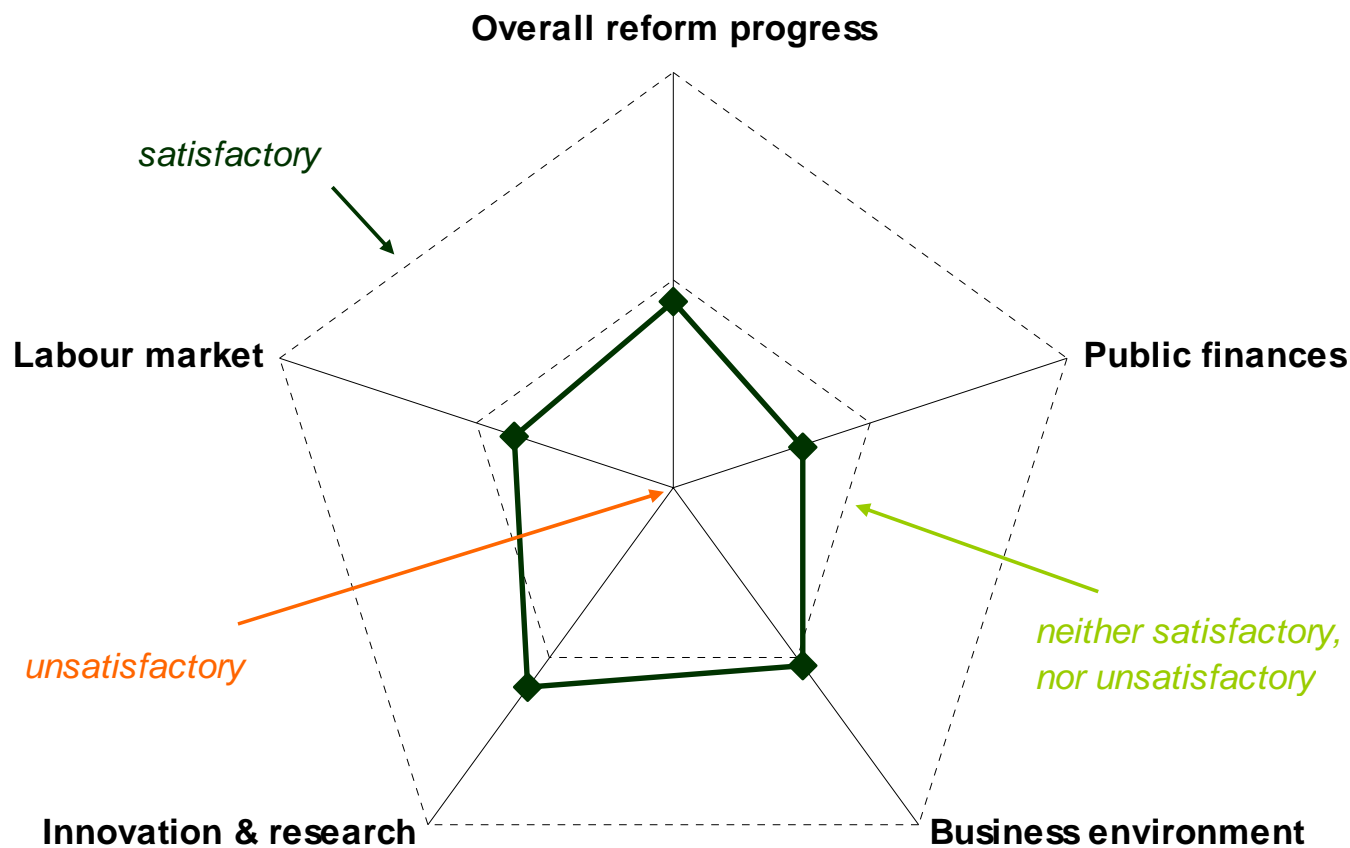 Overall reform progress
satisfactory
Labour market
Public finances
neither satisfactory,
nor unsatisfactory
unsatisfactory
Innovation & research
Business environment